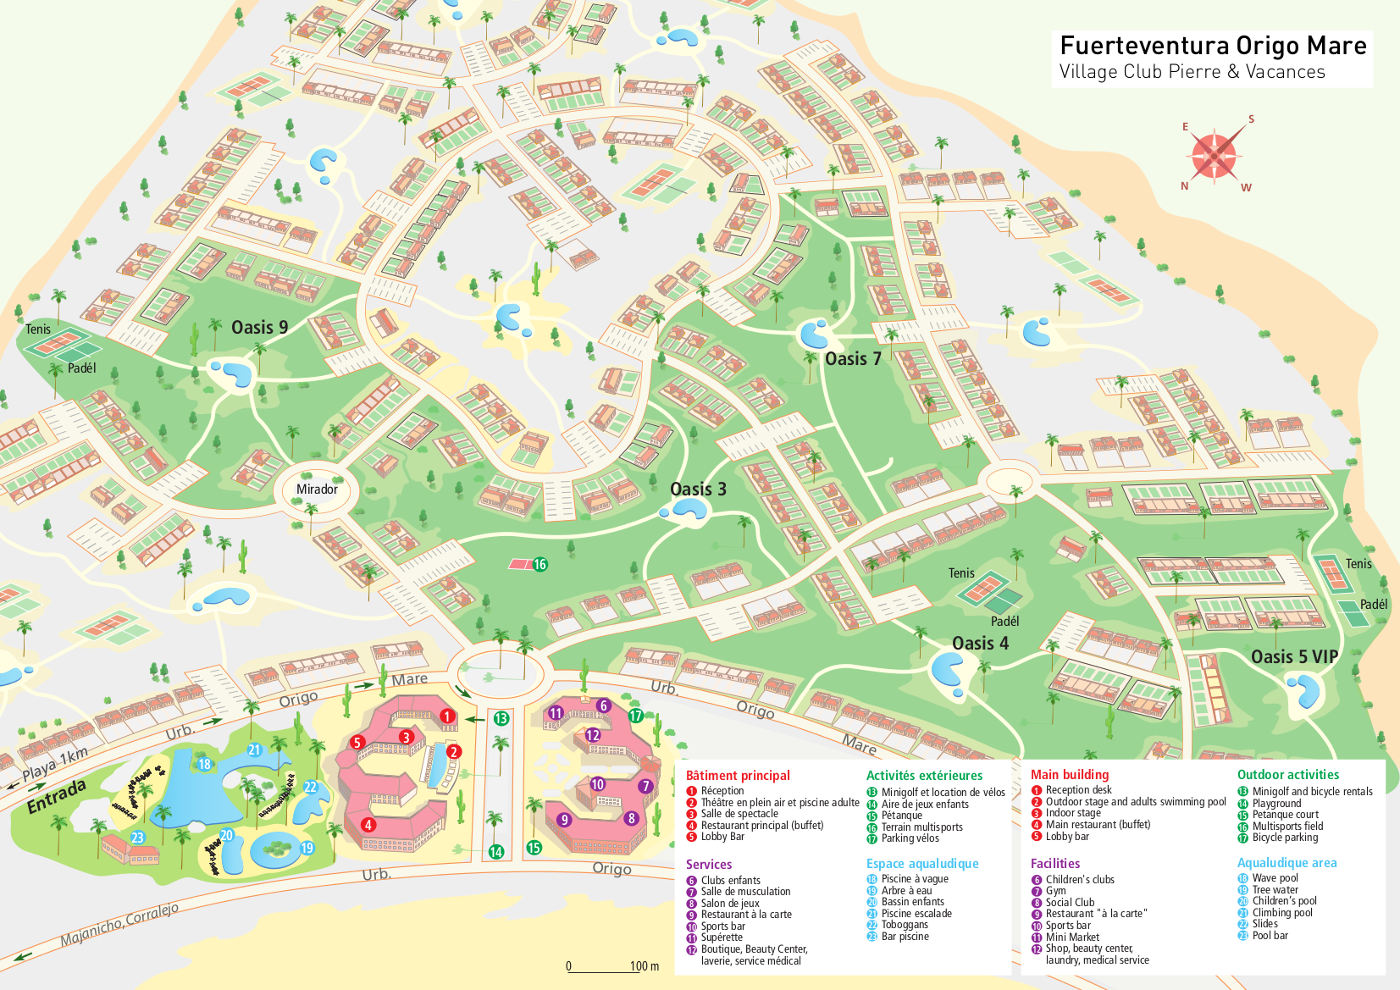 Fuerteventura Origo Mare
Village Club Pierre & Vacances
E
S
N
W
Oasis 9
Tenis
Padél
Oasis 7
Mirador
Oasis 3
16
Tenis
Padél
Oasis 4
Tenis
Padél
Oasis 5 VIP
Urb.
Origo
Mare
Urb.
Origo
Mare
Playa 1km
Entrada
1
2
3
4
5
6
7
8
9
10
11
12
13
14
15
17
18
19
20
21
22
23
Urb.
Origo
Majanicho,Corralejo
0
100 m
Bâtiment principal
1 Réception
2 Théâtre en plein air et piscine adulte
3 Salle de spectacle
4 Restaurant principal (buffet)
5 Lobby Bar
Services
6 Clubs enfants
7 Salle de musculation
8 Salon de jeux
9 Restaurant à la carte
10 Sports bar
11 Supérette
12 Boutique, Beauty Center,
laverie, service médical
Activités extérieures
13 Minigolf et location de vélos
14 Aire de jeux enfants
15 Pétanque
16 Terrain multisports
17 Parking vélos
Espace aqualudique
18 Piscine à vague
19 Arbre à eau
20 Bassin enfants
21 Piscine escalade
22 Toboggans
23 Bar piscine
Main building
1 Reception desk
2 Outdoor stage and adults swimming pool
3 Indoor stage
4 Main restaurant (buffet)
5 Lobby bar
Facilities
6 Children's clubs
7 Gym
8 Social Club
9 Restaurant "à la carte"
10 Sports bar
11 Mini Market
12 Shop, beauty center,
laundry, medical service
Outdoor activities
13 Minigolf and bicycle rentals
14 Playground
15 Petanque court
16 Multisports field
17 Bicycle parking
Aqualudique area
18 Wave pool
19 Tree water
20 Children's pool
21 Climbing pool
22 Slides
23 Pool bar